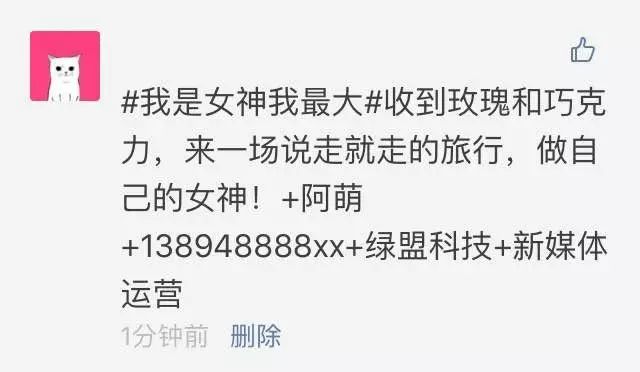 #我是女神我最大#收到玫瑰和巧克
力，来一场说走就走的旅行，做自
己的女神！+阿萌
+138948888xx+绿盟科技+新媒体
运营
1分钟前 删除